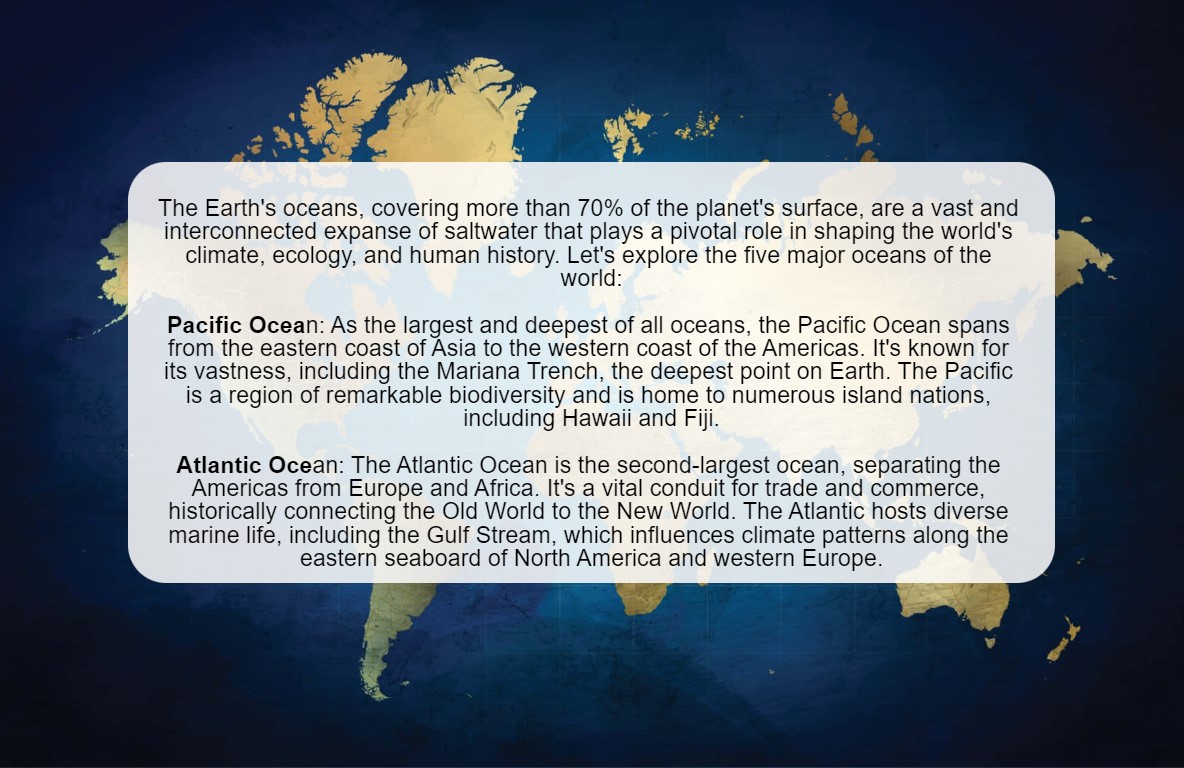 The Earth's oceans, covering more than 70% of the planet's surface, are a vast and
interconnected expanse of saltwater that plays a pivotal role in shaping the world's
climate, ecology, and human history. Let's explore the five major oceans of the
world:
Pacific Ocean: As the largest and deepest of all oceans, the Pacific Ocean spans
from the eastern coast of Asia to the western coast of the Americas. It's known for
its vastness, including the Mariana Trench, the deepest point on Earth. The Pacific
is a region of remarkable biodiversity and is home to numerous island nations,
including Hawaii and Fiji.
Atlantic Ocean: The Atlantic Ocean is the second-largest ocean, separating the
Americas from Europe and Africa. It's a vital conduit for trade and commerce,
historically connecting the Old World to the New World. The Atlantic hosts diverse
marine life, including the Gulf Stream, which influences climate patterns along the
eastern seaboard of North America and western Europe.